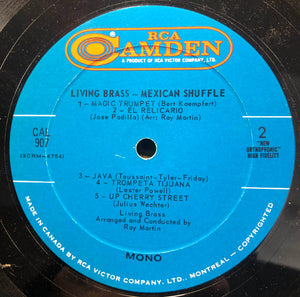 RCA
CAMDEN
A PRODUCT OF RCA VICTOR COMPANY, LTD.
LIVING BRASS ~ MEXICAN SHUFFLE
1 - MAGIC TRUMPET (Bert Kaempfert)
2 - EL RELICARIO
(Jose Padilla) (Arr: Ray Martin)
CAL
907
2
(SCRM-4754)
"NEW
ORTHOPHONIC"
HIGH FIDELITY
3 - JAVA (Toussaint-Tyler-Friday)
4 - TROMPETA TIJUANA
(Lester Powell)
5 - UP CHERRY STREET
(Julius Wechter)
Living Brass
Arranged and Conducted by
Ray Martin
MONO
MADE IN CANADA BY RCA VICTOR COMPANY, LTD., MONTREAL -